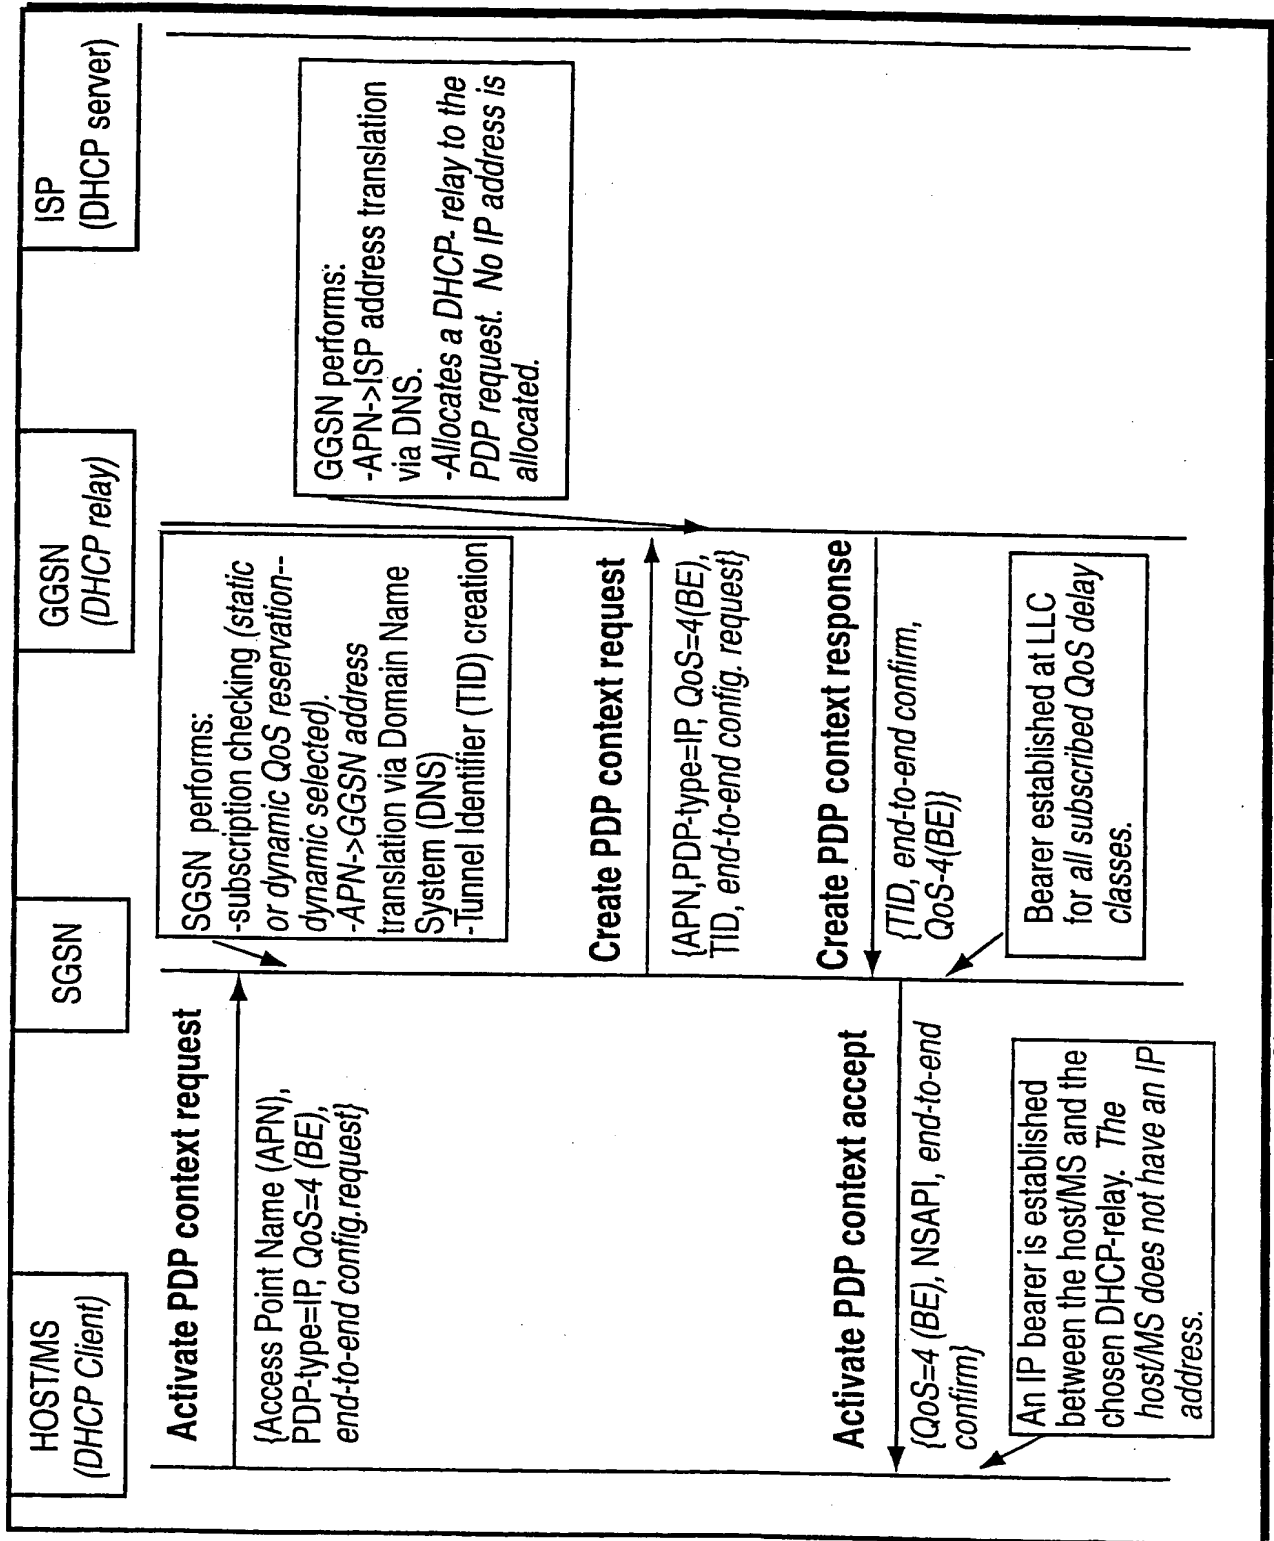 HOST/MS
(DHCP Client)
SGSN
GGSN
(DHCP relay)
ISP
(DHCP server)
Activate PDP context request
{Access Point Name (APN),
PDP-type=IP, QoS=4 (BE),
end-to-end config.request}
SGSN performs:
-subscription checking (static
or dynamic QoS reservation--
dynamic selected).
-APN->GGSN address
translation via Domain Name
System (DNS)
-Tunnel Identifier (TID) creation
Create PDP context request
{APN,PDP-type=IP, QoS=4(BE),
TID, end-to-end config. request}
GGSN performs:
-APN->ISP address translation
via DNS.
-Allocates a DHCP- relay to the
PDP request. No IP address is
allocated.
Create PDP context response
{TID, end-to-end confirm,
QoS-4(BE)}
Bearer established at LLC
for all subscribed QoS delay
classes.
Activate PDP context accept
{QoS=4 (BE), NSAPI, end-to-end
confirm}
An IP bearer is established
between the host/MS and the
chosen DHCP-relay. The
host/MS does not have an IP
address.